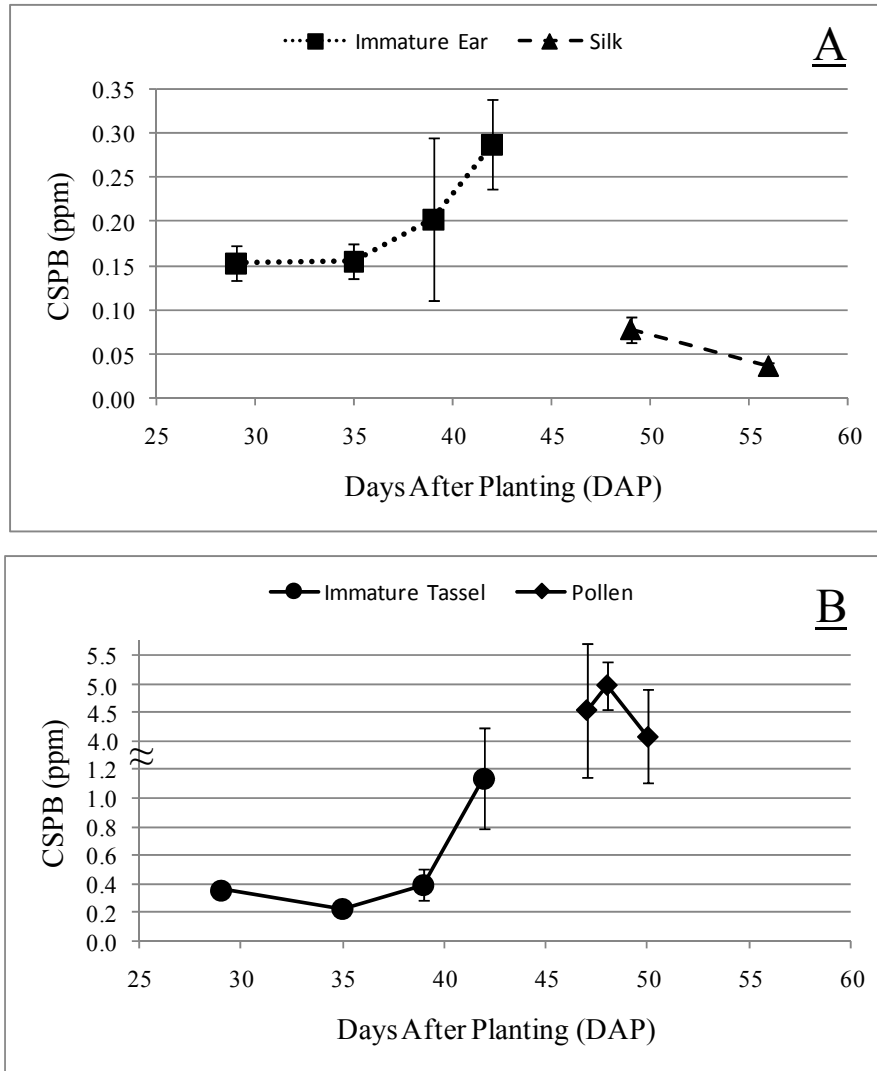 Immature Ear Silk
A
0.35
0.30
0.25
0.20
0.15
0.10
0.05
0.00
CSPB (ppm)
25 30 35 40 45 50 55 60
Days After Planting (DAP)
Immature Tassel Pollen
B
5.5
5.0
4.5
4.0
1.2
1.0
0.8
0.6
0.4
0.2
0.0
CSPB (ppm)
25 30 35 40 45 50 55 60
Days After Planting (DAP)